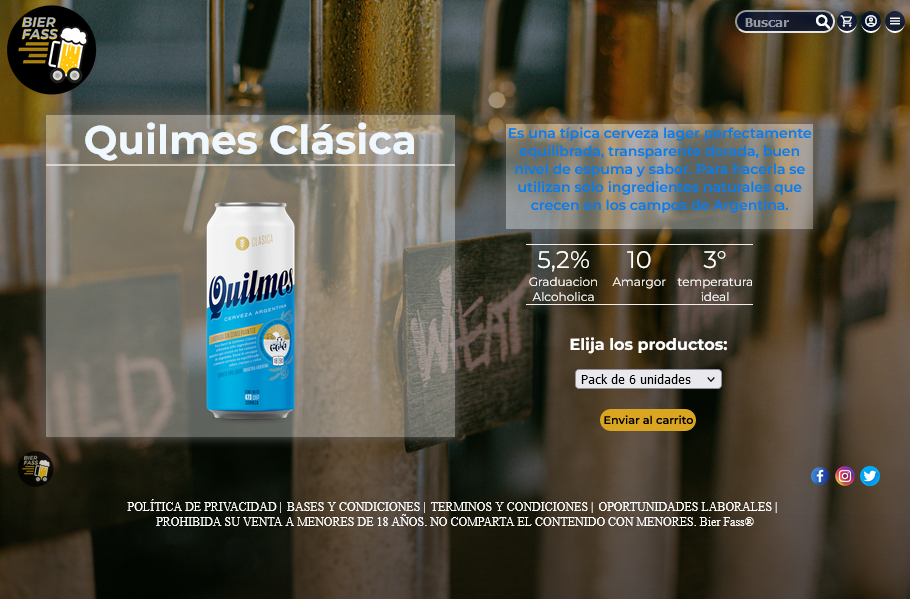 BIER
FASS
Buscar
Quilmes Clásica
Es una típica cerveza lager perfectamente
equilibrada, transparente dorada, buen
nivel de espuma y sabor. Para hacerla se
utilizan sólo ingredientes naturales que
crecen en los campos de Argentina.
CLÁSICA
Quilmes
CERVEZA ARGENTINA
5,2% 10 3°
Graduacion Amargor temperatura
Alcoholica ideal
WILD
WHEAT
Elija los productos:
Pack de 6 unidades
Enviar al carrito
BIER
FASS
POLÍTICA DE PRIVACIDAD | BASES Y CONDICIONES | TERMINOS Y CONDICIONES | OPORTUNIDADES LABORALES |
PROHIBIDA SU VENTA A MENORES DE 18 AÑOS. NO COMPARTA EL CONTENIDO CON MENORES. Bier Fass®